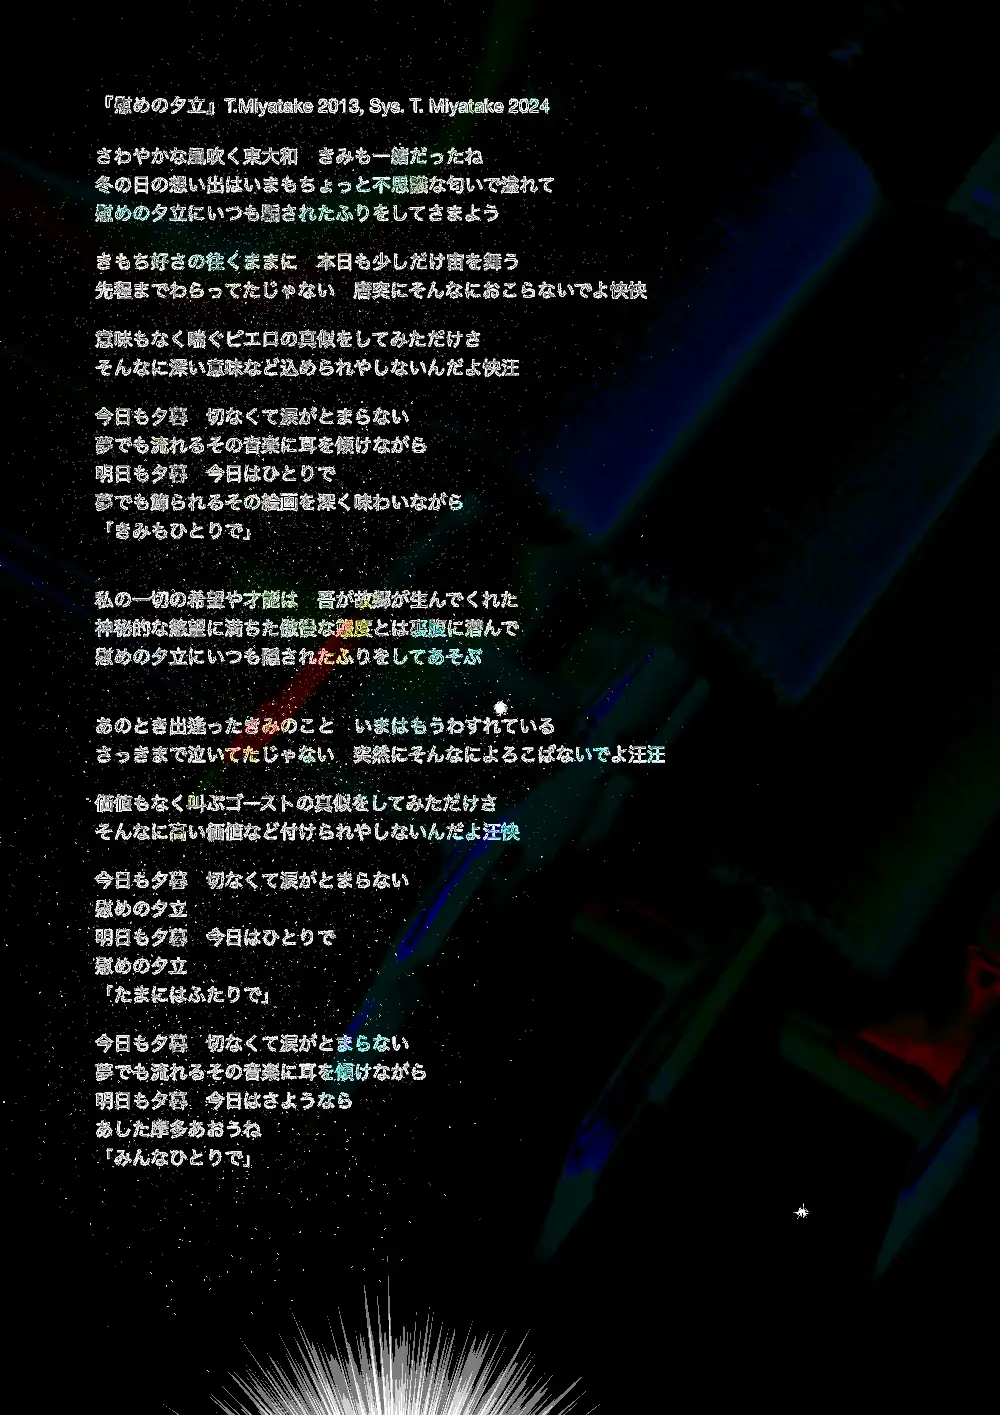 『慰めの夕立』T.Miyatake 2013, Sys. T. Miyatake 2024
さわやかな風吹く東大和　きみも一緒だったね
冬の日の想い出はいまもちょっと不思議な匂いで溢れて
慰めの夕立にいつも騙されたふりをしてさまよう
きもち好さの往くままに　本日も少しだけ宙を舞う
先程までわらってたじゃない　唐突にそんなにおこらないでよ怏怏
意味もなく喘ぐピエロの真似をしてみただけさ
そんなに深い意味など込められやしないんだよ怏汪
今日も夕暮　切なくて涙がとまらない
夢でも流れるその音楽に耳を傾けながら
明日も夕暮　今日はひとりで
夢でも飾られるその絵画を深く味わいながら
「きみもひとりで」
私の一切の希望や才能は　吾が故郷が生んでくれた
神秘的な慾望に満ちた傲慢な態度とは裏腹に潜んで
慰めの夕立にいつも隠されたふりをしてあそぶ
あのとき出逢ったきみのこと　いまはもうわすれている
さっきまで泣いてたじゃない　突然にそんなによろこばないでよ汪汪
価値もなく叫ぶゴーストの真似をしてみただけさ
そんなに高い価値など付けられやしないんだよ汪怏
今日も夕暮　切なくて涙がとまらない
慰めの夕立
明日も夕暮　今日はひとりで
慰めの夕立
「たまにはふたりで」
今日も夕暮　切なくて涙がとまらない
夢でも流れるその音楽に耳を傾けながら
明日も夕暮　今日はさようなら
あした摩多あおうね
「みんなひとりで」